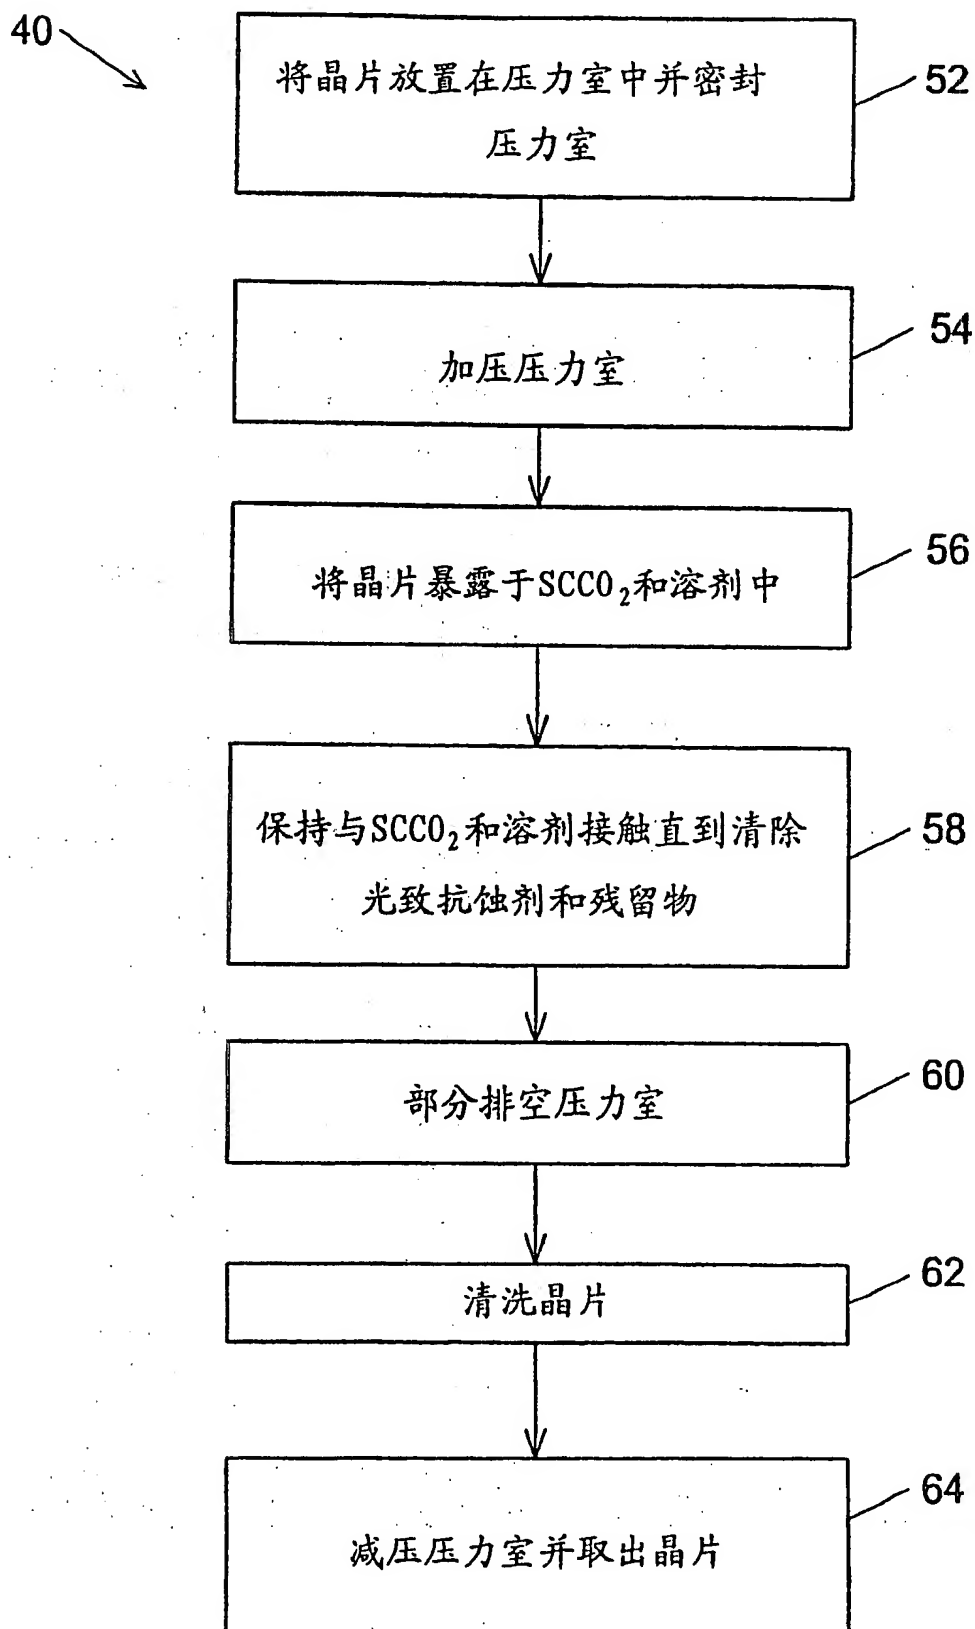 40
将晶片放置在压力室中并密封
压力室
52
加压压力室
54
将晶片暴露于SCCO₂和溶剂中
56
保持与SCCO₂和溶剂接触直到清除
光致抗蚀剂和残留物
58
部分排空压力室
60
清洗晶片
62
减压压力室并取出晶片
64